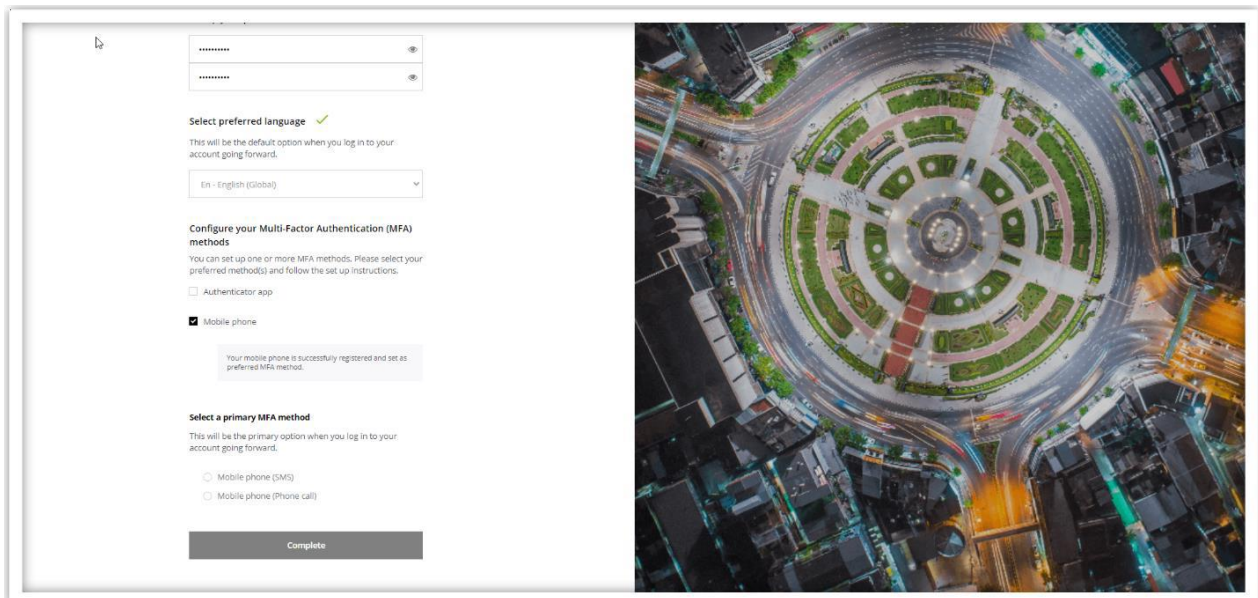 ••••••••••
••••••••••
Select preferred language
This will be the default option when you log in to your
account going forward.
En - English (Global)
Configure your Multi-Factor Authentication (MFA)
methods
You can set up one or more MFA methods. Please select your
preferred method(s) and follow the set up instructions.
Authenticator app
Mobile phone
Your mobile phone is successfully registered and set as
preferred MFA method.
Select a primary MFA method
This will be the primary option when you log in to your
account going forward.
Mobile phone (SMS)
Mobile phone (Phone call)
Complete